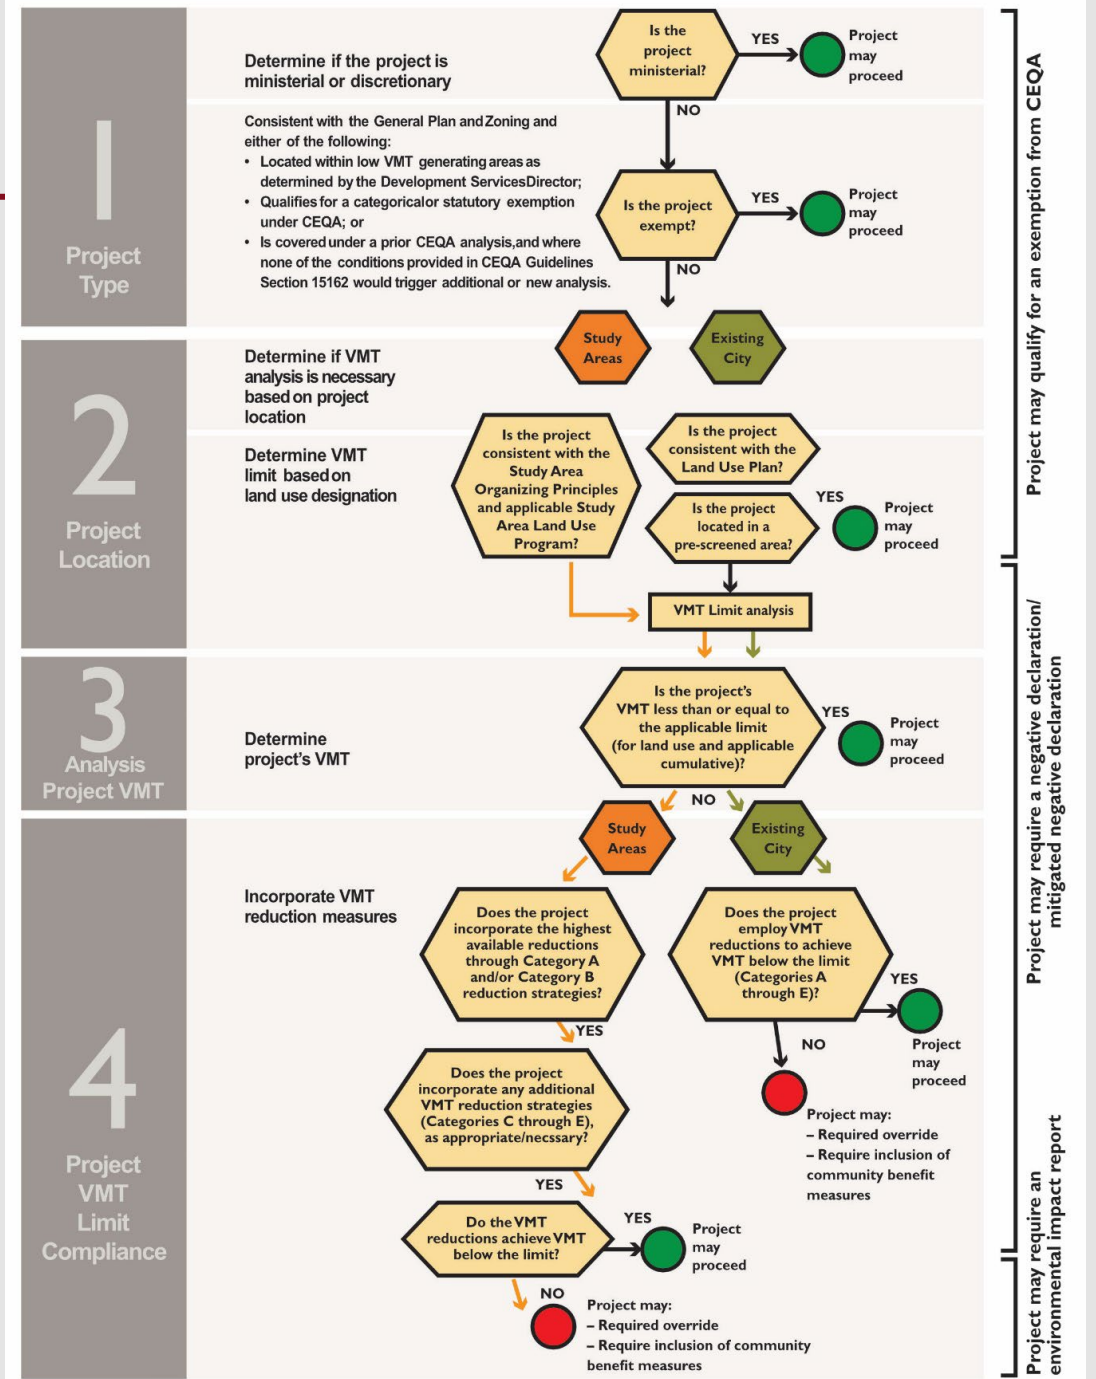 1
Project
Type
Determine if the project is
ministerial or discretionary
Is the
project
ministerial?
YES
Project
may
proceed
NO
Consistent with the General Plan and Zoning and
either of the following:
• Located within low VMT generating areas as
determined by the Development ServicesDirector;
• Qualifies for a categoricalor statutory exemption
under CEQA; or
• Is covered under a prior CEQA analysis,and where
none of the conditions provided in CEQA Guidelines
Section 15162 would trigger additional or new analysis.
Is the project
exempt?
YES
Project
may
proceed
NO
Study
Areas
Existing
City
2
Project
Location
Determine if VMT
analysis is necessary
based on project
location
Determine VMT
limit based on
land use designation
Is the project
consistent with the
Study Area
Organizing Principles
and applicable Study
Area Land Use
Program?
Is the project
consistent with the
Land Use Plan?
Is the project
located in a
pre-screened area?
YES
Project
may
proceed
VMT Limit analysis
3
Analysis
Project VMT
Determine
project's VMT
Is the project's
VMT less than or equal to
the applicable limit
(for land use and applicable
cumulative)?
YES
Project
may
proceed
NO
Study
Areas
Existing
City
4
Project
VMT
Limit
Compliance
Incorporate VMT
reduction measures
Does the project
incorporate the highest
available reductions
through Category A
and/or Category B
reduction strategies?
YES
Does the project
employ VMT
reductions to achieve
VMT below the limit
(Categories A
through E)?
YES
Project
may
proceed
NO
Project may:
– Required override
– Require inclusion of
community benefit
measures
Does the project
incorporate any additional
VMT reduction strategies
(Categories C through E),
as appropriate/necssary?
YES
Do the VMT
reductions achieve VMT
below the limit?
YES
Project
may
proceed
NO
Project may:
– Required override
– Require inclusion of community
benefit measures
Project may qualify for an exemption from CEQA
Project may require a negative declaration/
mitigated negative declaration
Project may require an
environmental impact report